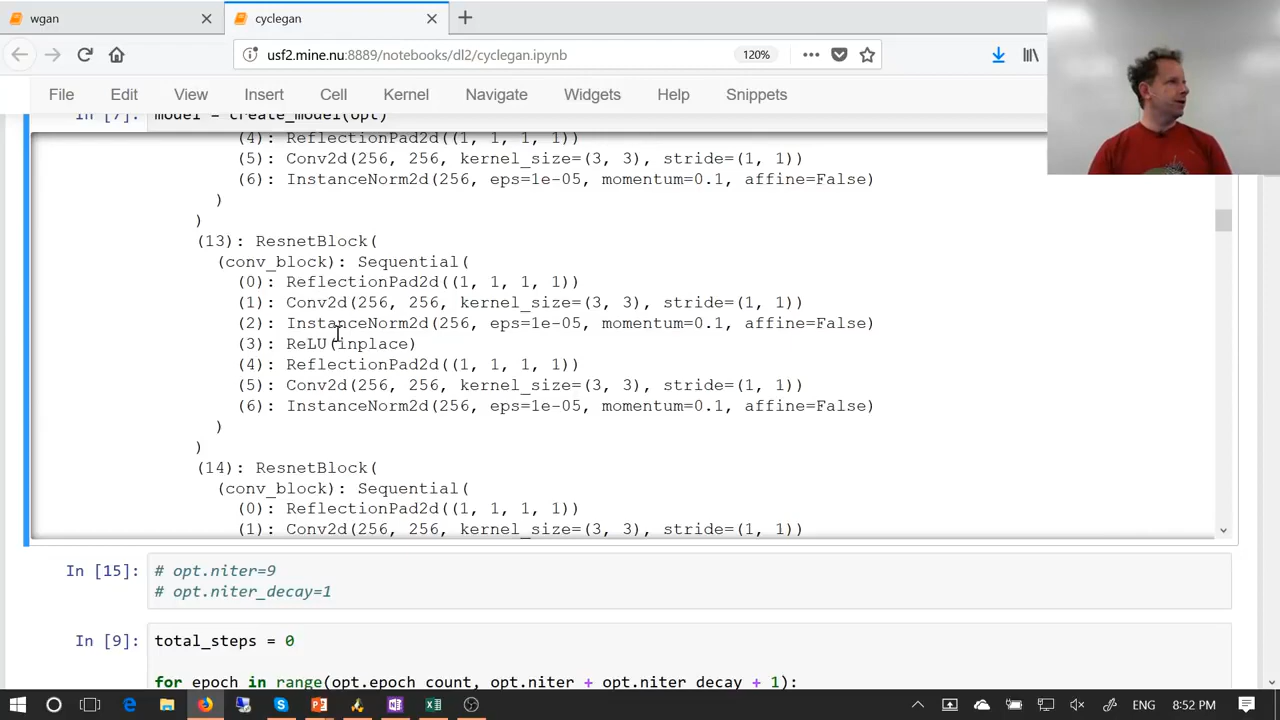 wgan
cyclegan
usf2.mine.nu:8889/notebooks/dl2/cyclegan.ipynb
120%
File Edit View Insert Cell Kernel Navigate Widgets Help Snippets
In [7]: model = create_model(opt)
(4): ReflectionPad2d((1, 1, 1, 1))
(5): Conv2d(256, 256, kernel_size=(3, 3), stride=(1, 1))
(6): InstanceNorm2d(256, eps=1e-05, momentum=0.1, affine=False)
)
)
(13): ResnetBlock(
(conv_block): Sequential(
(0): ReflectionPad2d((1, 1, 1, 1))
(1): Conv2d(256, 256, kernel_size=(3, 3), stride=(1, 1))
(2): InstanceNorm2d(256, eps=1e-05, momentum=0.1, affine=False)
(3): ReLU(inplace)
(4): ReflectionPad2d((1, 1, 1, 1))
(5): Conv2d(256, 256, kernel_size=(3, 3), stride=(1, 1))
(6): InstanceNorm2d(256, eps=1e-05, momentum=0.1, affine=False)
)
)
(14): ResnetBlock(
(conv_block): Sequential(
(0): ReflectionPad2d((1, 1, 1, 1))
(1): Conv2d(256, 256, kernel_size=(3, 3), stride=(1, 1))
In [15]: # opt.niter=9
# opt.niter_decay=1
In [9]: total_steps = 0
for epoch in range(opt.epoch_count, opt.niter + opt.niter_decay + 1):
ENG 8:52 PM